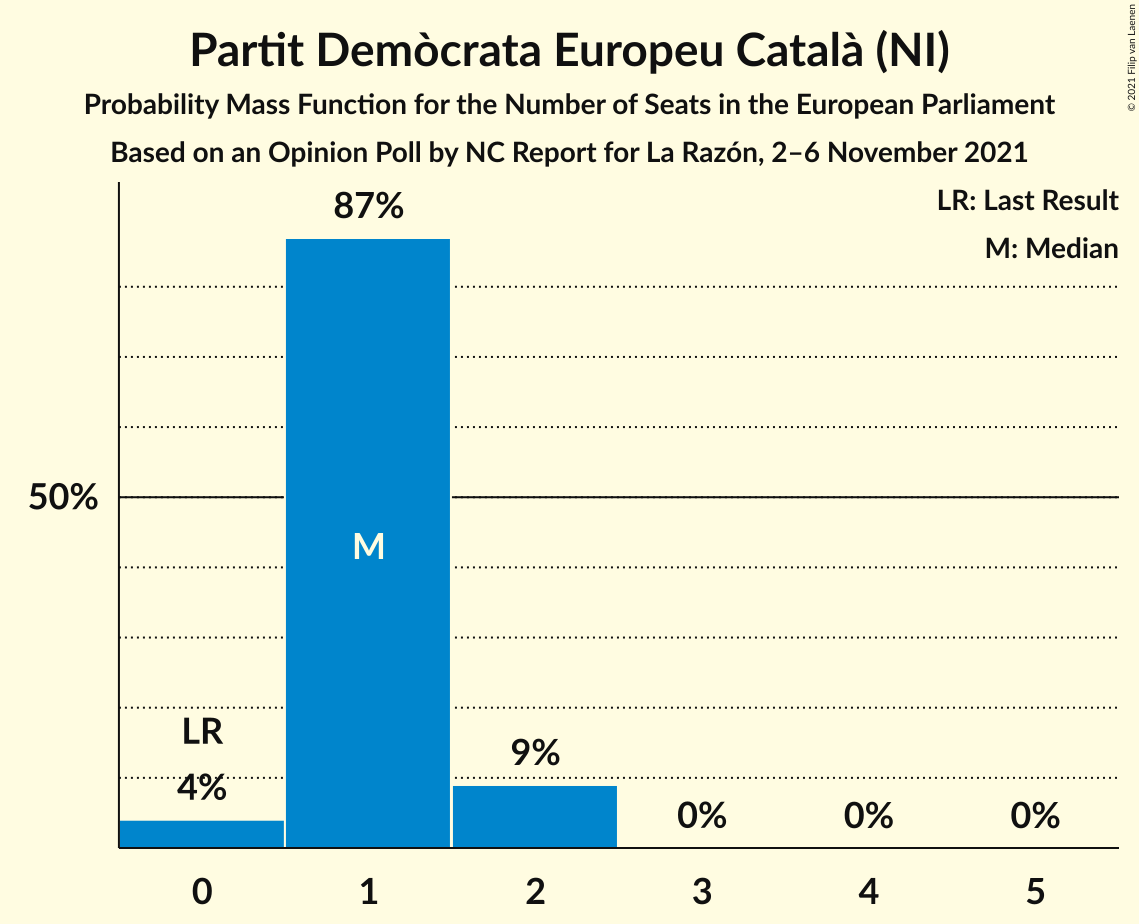 Partit Demòcrata Europeu Català (NI)
Probability Mass Function for the Number of Seats in the European Parliament
Based on an Opinion Poll by NC Report for La Razón, 2–6 November 2021
© 2021 Filip van Laenen
LR: Last Result
M: Median
87%
50%
M
LR
4%
9%
0%
0%
0%
0
1
2
3
4
5